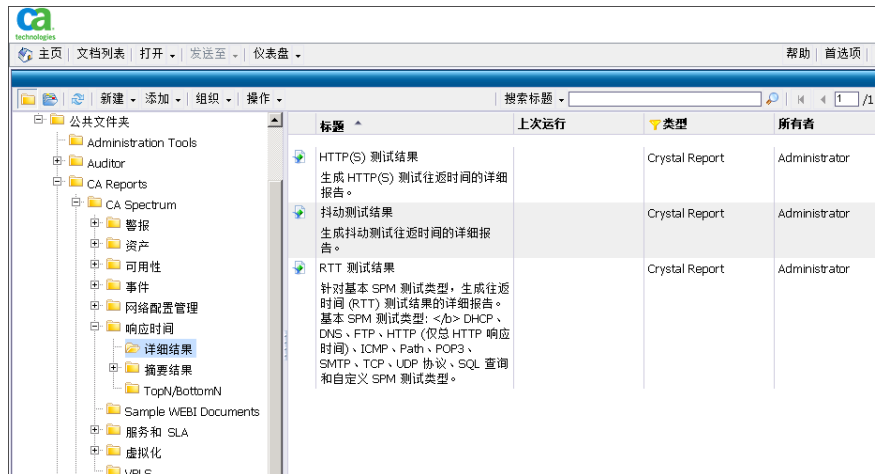 ca
technologies
主页 文档列表 打开 发送至 仪表盘 帮助 首选项
新建 添加 组织 操作 搜索标题 1 /1
公共文件夹
Administration Tools
Auditor
CA Reports
CA Spectrum
警报
资产
可用性
事件
网络配置管理
响应时间
详细结果
摘要结果
TopN/BottomN
Sample WEBI Documents
服务和 SLA
虚拟化
VPLS
标题 上次运行 类型 所有者
HTTP(S) 测试结果 Crystal Report Administrator
生成 HTTP(S) 测试往返时间的详细
报告。
抖动测试结果 Crystal Report Administrator
生成抖动测试往返时间的详细报
告。
RTT 测试结果 Crystal Report Administrator
针对基本 SPM 测试类型，生成往返
时间 (RTT) 测试结果的详细报告。
基本 SPM 测试类型: </b> DHCP、
DNS、FTP、HTTP (仅总 HTTP 响应
时间)、ICMP、Path、POP3、
SMTP、TCP、UDP 协议、SQL 查询
和自定义 SPM 测试类型。